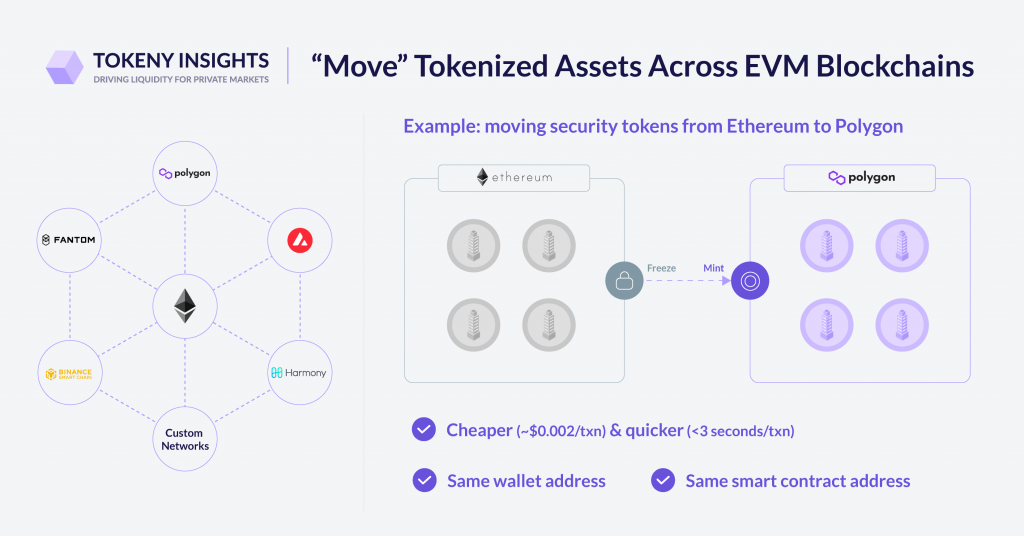 TOKENY INSIGHTS
DRIVING LIQUIDITY FOR PRIVATE MARKETS
“Move” Tokenized Assets Across EVM Blockchains
polygon
FANTOM
BINANCE
SMART CHAIN
Harmony
Custom
Networks
Example: moving security tokens from Ethereum to Polygon
ethereum
polygon
Freeze
Mint
Cheaper (~$0.002/txn) & quicker (<3 seconds/txn)
Same wallet address
Same smart contract address